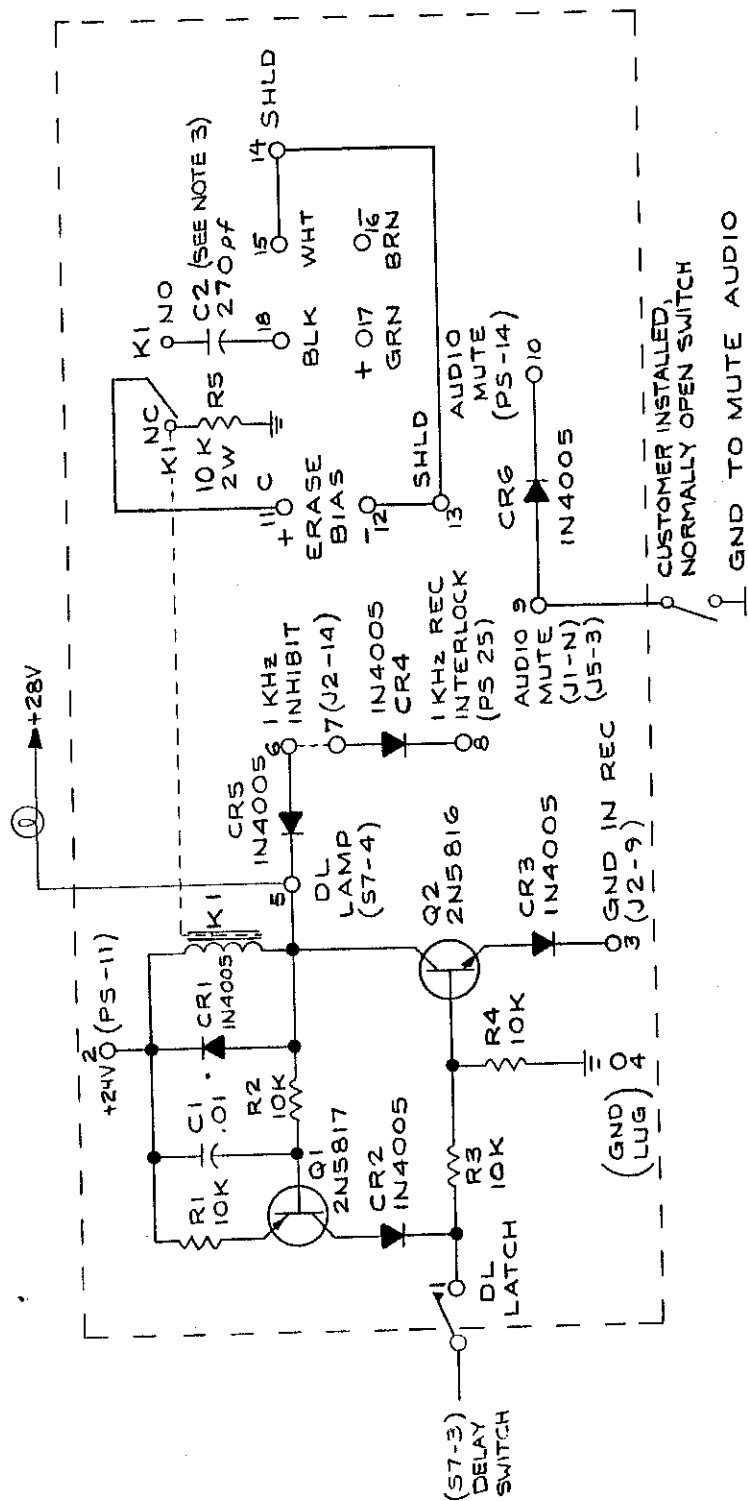 +28V
+24V 2 (PS-11)
R1
10K
C1
.01
CR1
IN4005
K1
R2
10K
Q1
2N5817
CR2
IN4005
1
DL
LATCH
(S7-3)
DELAY
SWITCH
R3
10K
R4
10K
(GND
LUG)
4
Q2
2N5816
CR3
IN4005
3
GND IN REC
(J2-9)
5
DL
LAMP
(S7-4)
CR5
IN4005
6
1 KHz
INHIBIT
7 (J2-14)
IN4005
CR4
8
1 KHz REC
INTERLOCK
(PS 25)
K1
NC
10K
2W
R5
K1
NO
C2 (SEE NOTE 3)
270pf
+
11
C
ERASE
BIAS
-
12
13
SHLD
18
BLK
15
WHT
14
SHLD
+
17
GRN
-
16
BRN
9
AUDIO
MUTE
(J1-N)
(J5-3)
CR6
IN4005
10
AUDIO
MUTE
(PS-14)
CUSTOMER INSTALLED,
NORMALLY OPEN SWITCH
GND TO MUTE AUDIO